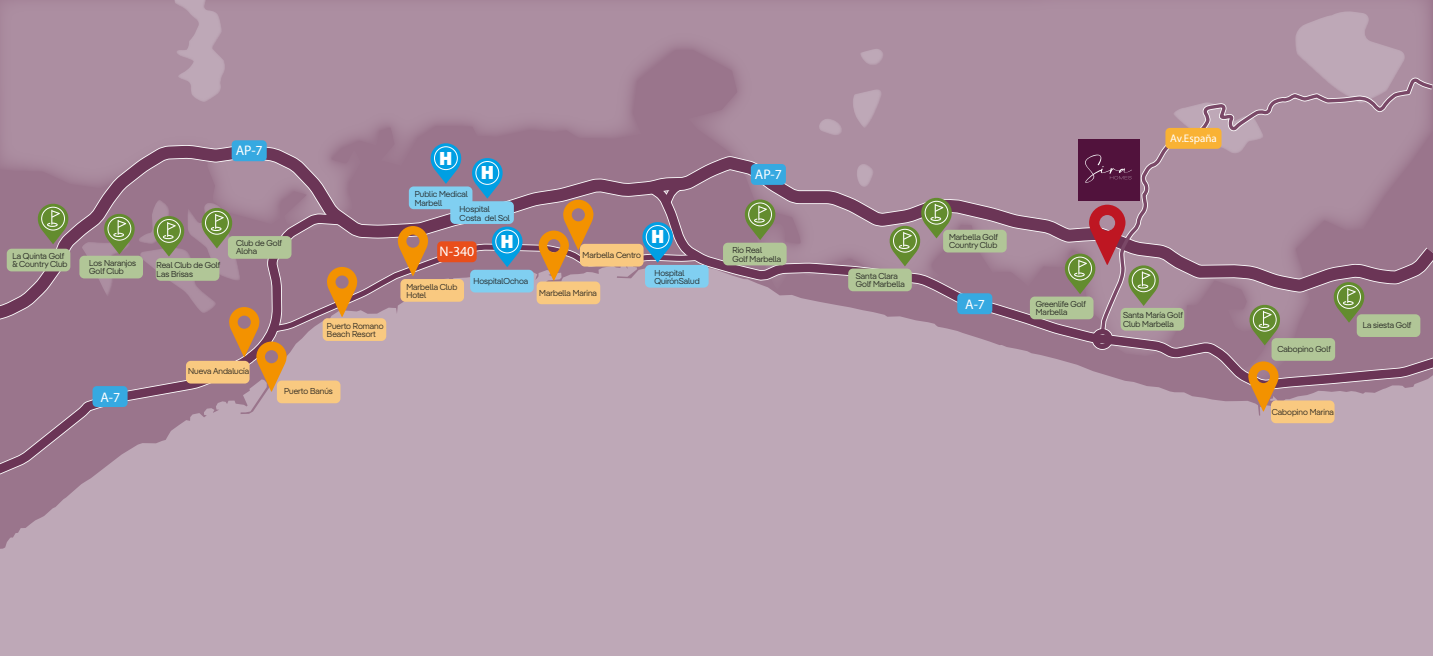 AP-7
Av.España
Sira
HOMES
Public Medical
Marbell
Hospital
Costa del Sol
AP-7
La Quinta Golf
& Country Club
Los Naranjos
Golf Club
Real Club de Golf
Las Brisas
Club de Golf
Aloha
N-340
Marbella Centro
Rio Real
Golf Marbella
Marbella Golf
Country Club
Marbella Club
Hotel
HospitalOchoa
Marbella Marina
Hospital
QuirónSalud
Santa Clara
Golf Marbella
A-7
Greenlife Golf
Marbella
Santa María Golf
Club Marbella
La siesta Golf
Puerto Romano
Beach Resort
Cabopino Golf
Nueva Andalucía
Puerto Banús
A-7
Cabopino Marina